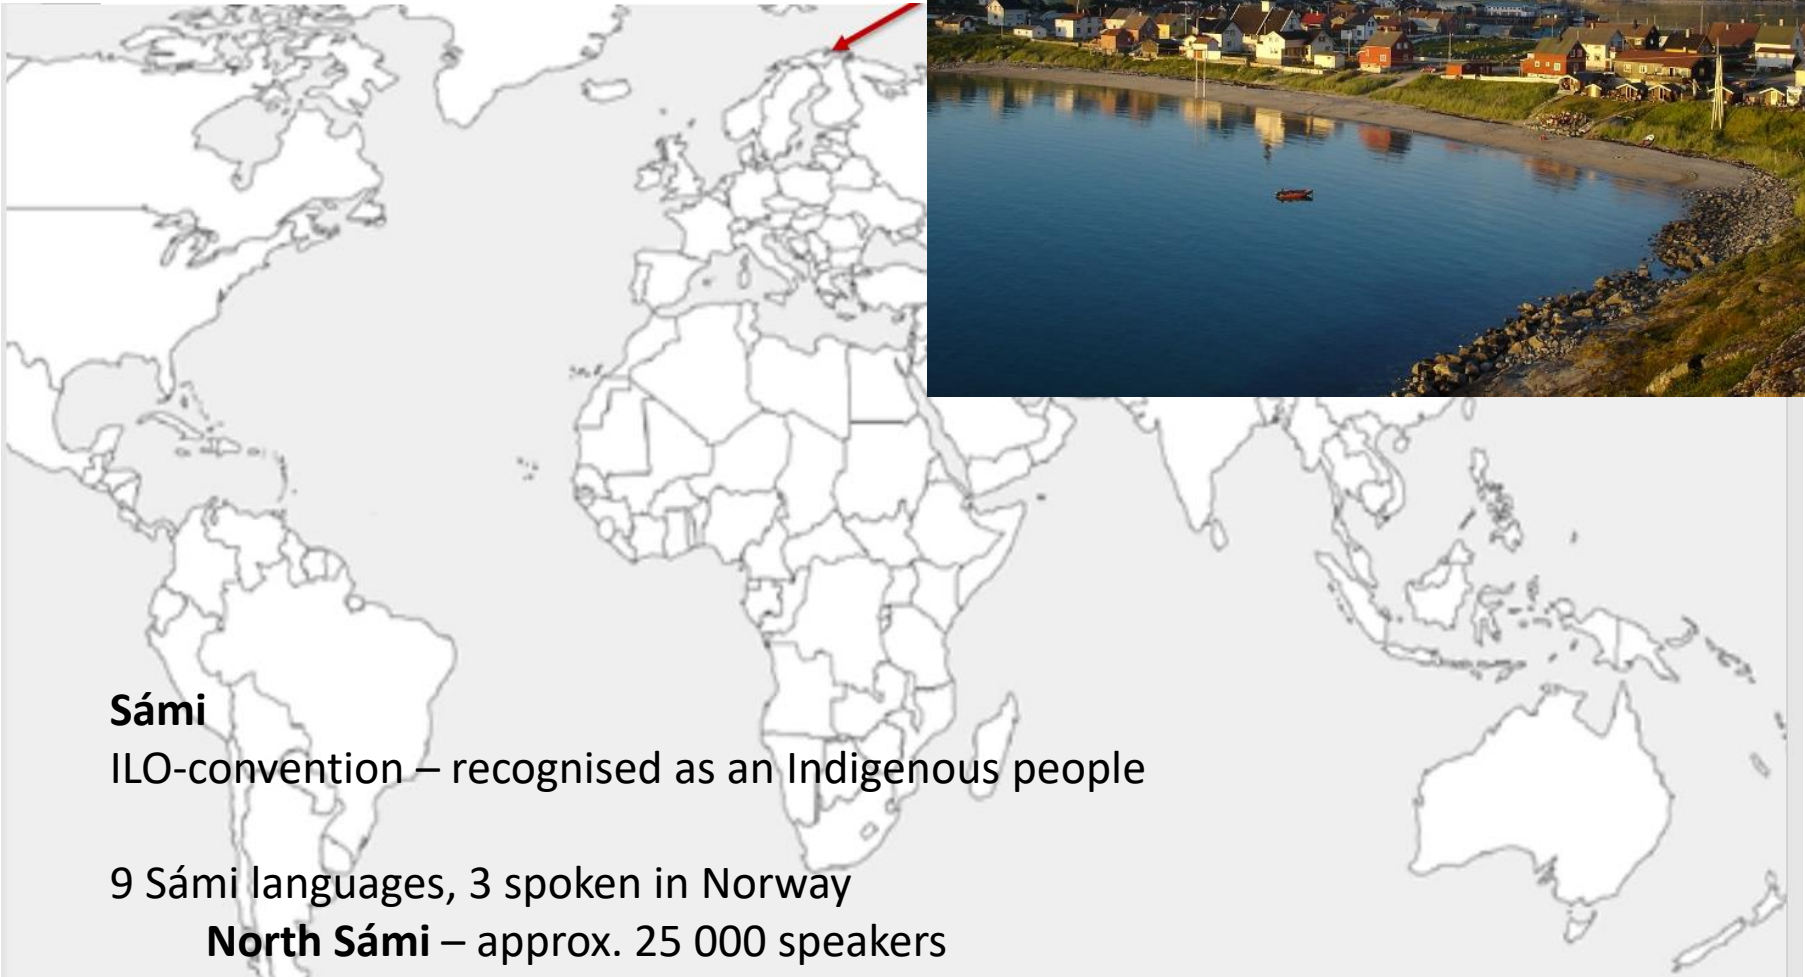 Sámi
ILO-convention – recognised as an Indigenous people
9 Sámi languages, 3 spoken in Norway
North Sámi – approx. 25 000 speakers